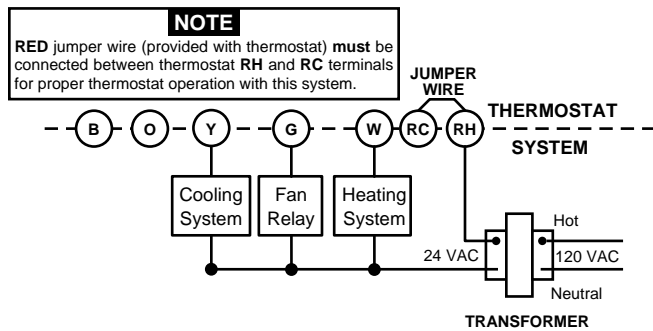 NOTE
RED jumper wire (provided with thermostat) must be
connected between thermostat RH and RC terminals
for proper thermostat operation with this system.
JUMPER
WIRE
B O Y G W RC RH
THERMOSTAT
SYSTEM
Cooling
System
Fan
Relay
Heating
System
Hot
24 VAC
120 VAC
Neutral
TRANSFORMER